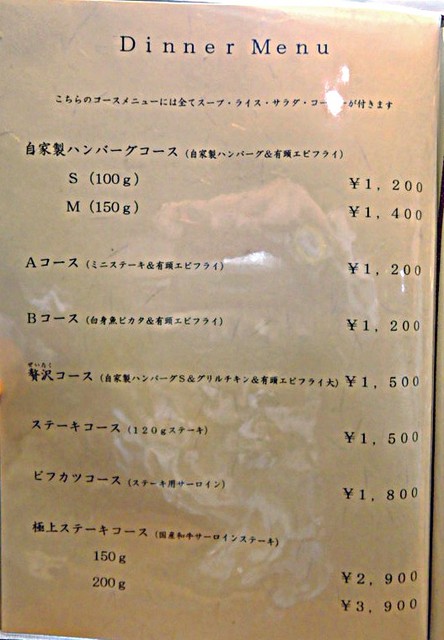 Dinner Menu
こちらのコースメニューには全てスープ・ライス・サラダ・コーヒーが付きます
自家製ハンバーグコース（自家製ハンバーグ＆有頭エビフライ）
S（100g） ￥1,200
M（150g） ￥1,400
Aコース（ミニステーキ＆有頭エビフライ） ￥1,200
Bコース（白身魚ピカタ＆有頭エビフライ） ￥1,200
ぜいたく
贅沢コース（自家製ハンバーグS＆グリルチキン＆有頭エビフライ大） ￥1,500
ステーキコース（120gステーキ） ￥1,500
ビフカツコース（ステーキ用サーロイン） ￥1,800
極上ステーキコース（国産和牛サーロインステーキ）
150g ￥2,900
200g ￥3,900